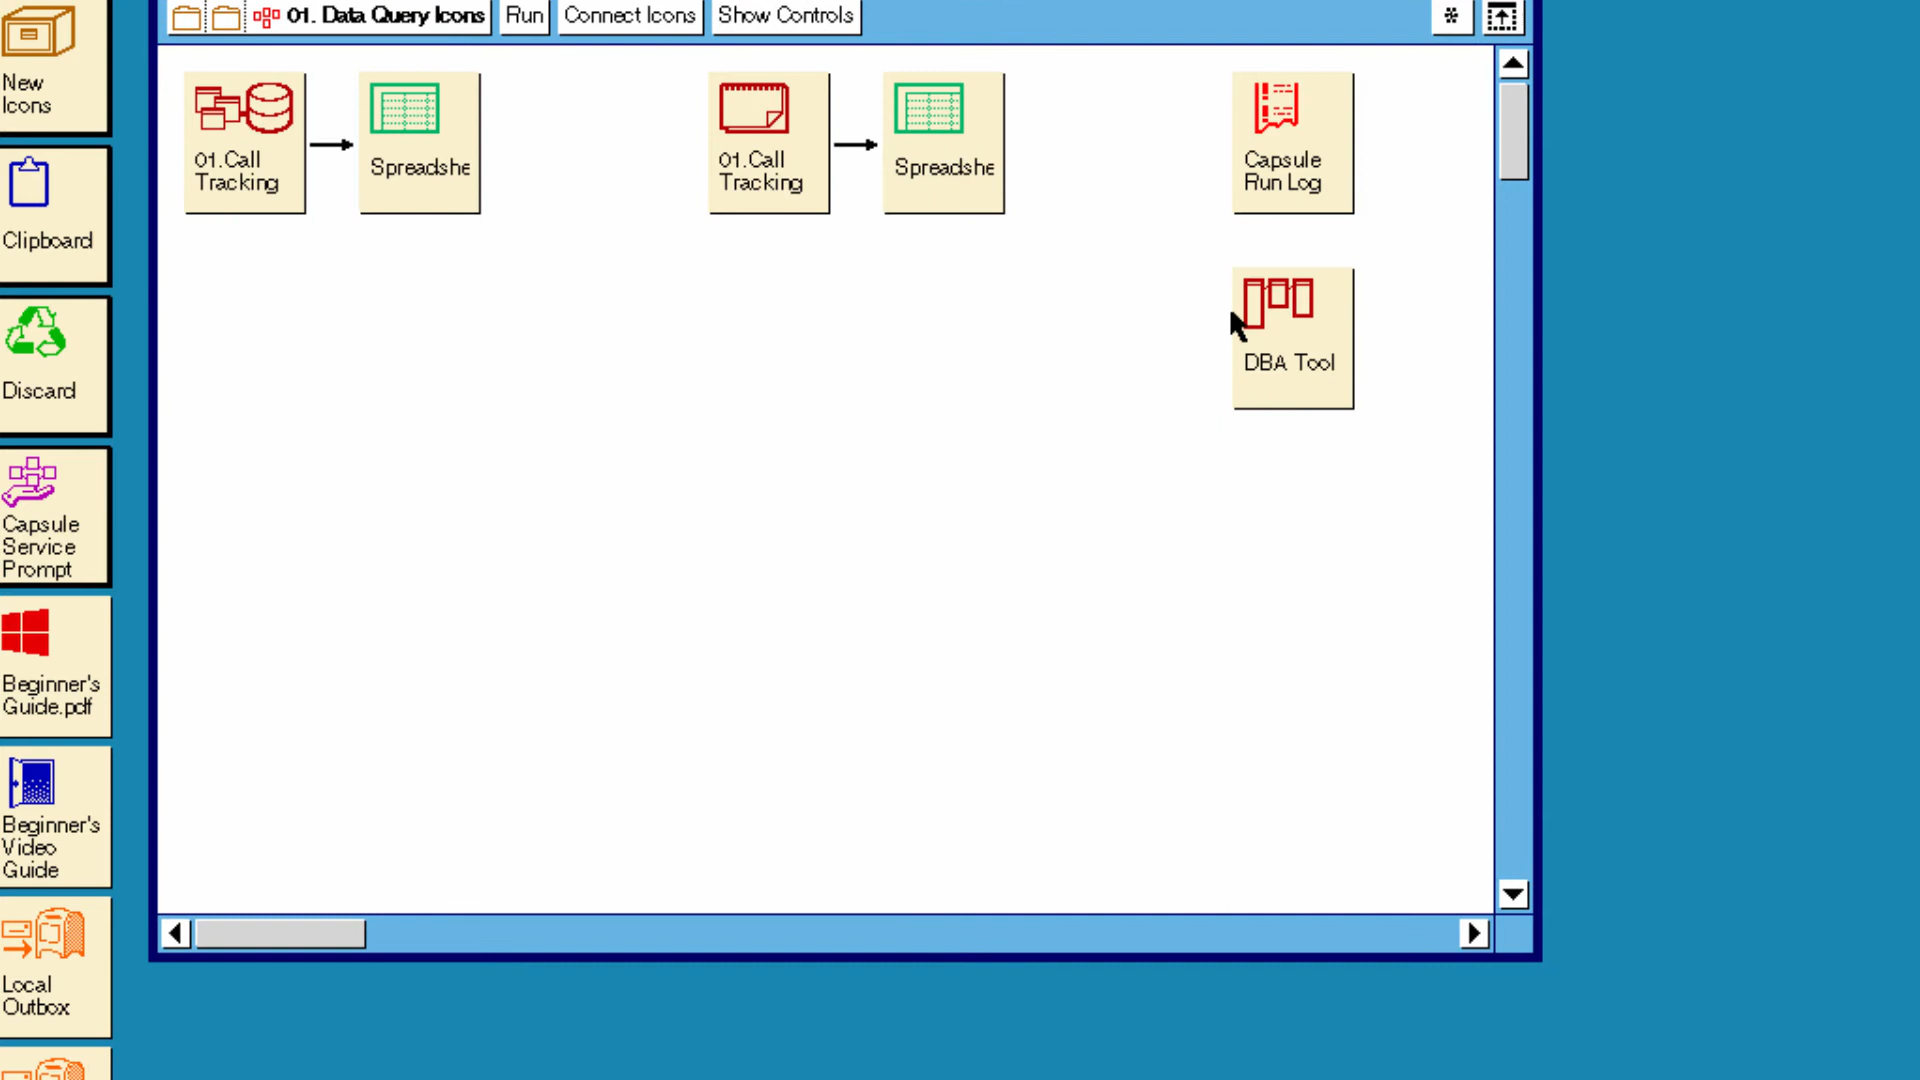 01. Data Query Icons
Run
Connect Icons
Show Controls
*
New
Icons
Clipboard
Discard
Capsule
Service
Prompt
Beginner's
Guide.pdf
Beginner's
Video
Guide
Local
Outbox
01.Call
Tracking
Spreadshe
01.Call
Tracking
Spreadshe
Capsule
Run Log
DBA Tool